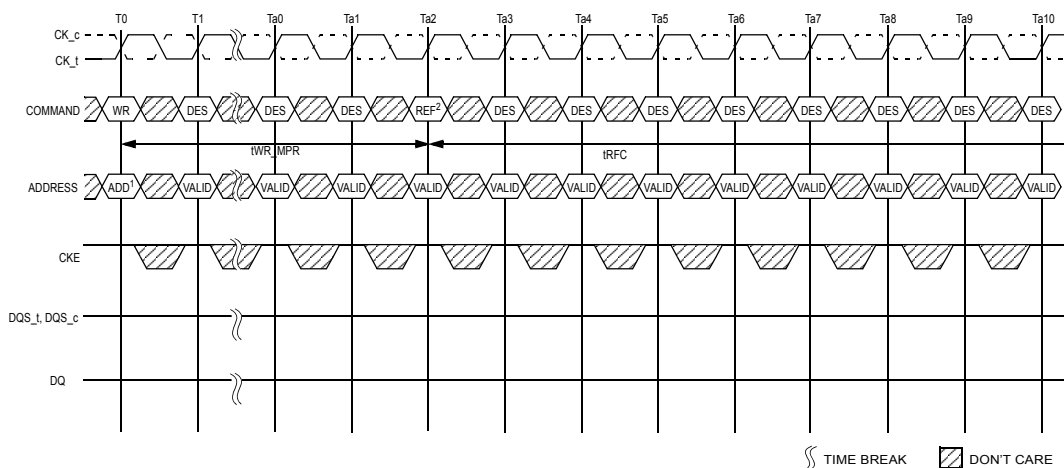 T0 T1 Ta0 Ta1 Ta2 Ta3 Ta4 Ta5 Ta6 Ta7 Ta8 Ta9 Ta10
CK_c
CK_t
COMMAND WR DES DES DES REF2 DES DES DES DES DES DES DES DES
tWR_MPR tRFC
ADDRESS ADD1 VALID VALID VALID VALID VALID VALID VALID VALID VALID VALID VALID VALID
CKE
DQS_t, DQS_c
DQ
TIME BREAK DON'T CARE